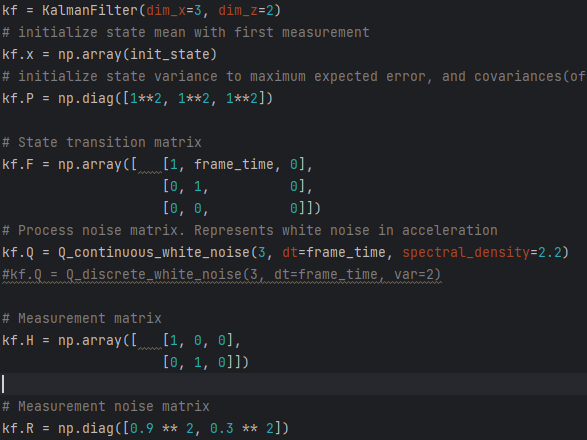 kf = KalmanFilter(dim_x=3, dim_z=2)
# initialize state mean with first measurement
kf.x = np.array(init_state)
# initialize state variance to maximum expected error, and covariances(of
kf.P = np.diag([1**2, 1**2, 1**2])
# State transition matrix
kf.F = np.array([   [1, frame_time, 0],
                    [0, 1,          0],
                    [0, 0,          0]])
# Process noise matrix. Represents white noise in acceleration
kf.Q = Q_continuous_white_noise(3, dt=frame_time, spectral_density=2.2)
#kf.Q = Q_discrete_white_noise(3, dt=frame_time, var=2)
# Measurement matrix
kf.H = np.array([   [1, 0, 0],
                    [0, 1, 0]])
# Measurement noise matrix
kf.R = np.diag([0.9 ** 2, 0.3 ** 2])